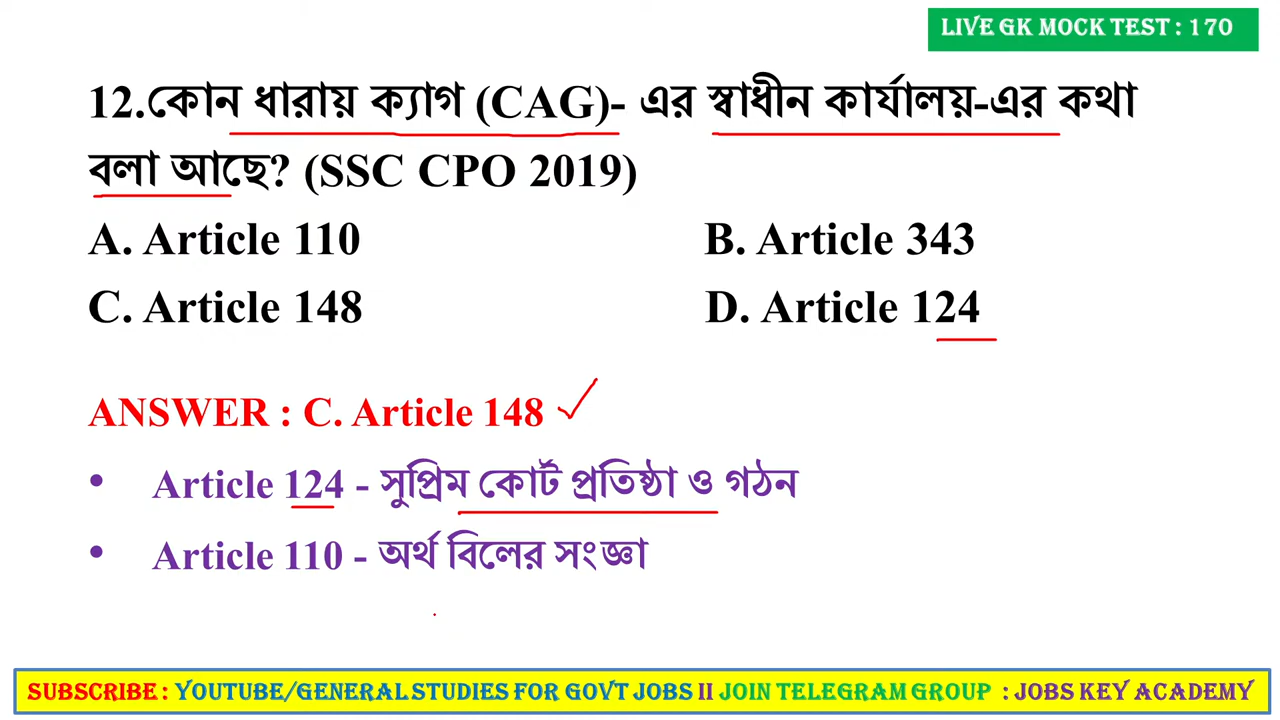 LIVE GK MOCK TEST : 170
12.কোন ধারায় ক্যাগ (CAG)- এর স্বাধীন কার্যালয়-এর কথা
বলা আছে? (SSC CPO 2019)
A. Article 110 B. Article 343
C. Article 148 D. Article 124
ANSWER : C. Article 148
• Article 124 - সুপ্রিম কোর্ট প্রতিষ্ঠা ও গঠন
• Article 110 - অর্থ বিলের সংজ্ঞা
SUBSCRIBE : YOUTUBE/GENERAL STUDIES FOR GOVT JOBS II JOIN TELEGRAM GROUP : JOBS KEY ACADEMY